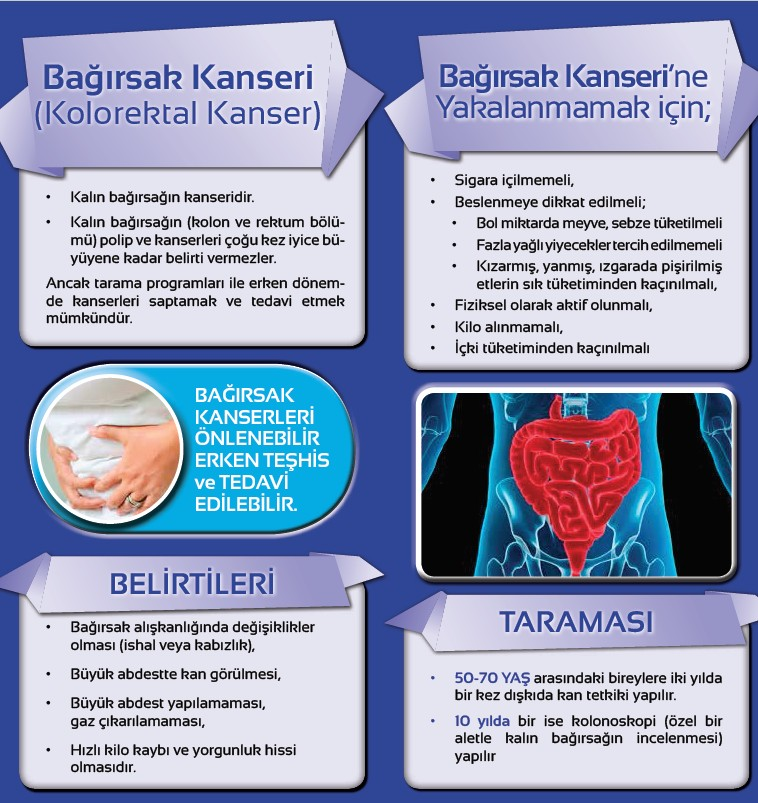 Bağırsak Kanseri
(Kolorektal Kanser)
• Kalın bağırsağın kanseridir.
• Kalın bağırsağın (kolon ve rektum bölü-
mü) polip ve kanserleri çoğu kez iyice bü-
yüyene kadar belirti vermezler.
Ancak tarama programları ile erken dönem-
de kanserleri saptamak ve tedavi etmek
mümkündür.
BAĞIRSAK
KANSERLERİ
ÖNLENEBİLİR
ERKEN TEŞHİS
ve TEDAVİ
EDİLEBİLİR.
BELİRTİLERİ
• Bağırsak alışkanlığında değişiklikler
olması (ishal veya kabızlık),
• Büyük abdestte kan görülmesi,
• Büyük abdest yapılamaması,
gaz çıkarılamaması,
• Hızlı kilo kaybı ve yorgunluk hissi
olmasıdır.
Bağırsak Kanseri'ne
Yakalanmamak için;
• Sigara içilmemeli,
• Beslenmeye dikkat edilmeli;
• Bol miktarda meyve, sebze tüketilmeli
• Fazla yağlı yiyecekler tercih edilmemeli
• Kızarmış, yanmış, ızgarada pişirilmiş
etlerin sık tüketiminden kaçınılmalı,
• Fiziksel olarak aktif olunmalı,
• Kilo alınmamalı,
• İçki tüketiminden kaçınılmalı
TARAMASI
• 50-70 YAŞ arasındaki bireylere iki yılda
bir kez dışkıda kan tetkiki yapılır.
• 10 yılda bir ise kolonoskopi (özel bir
aletle kalın bağırsağın incelenmesi)
yapılır